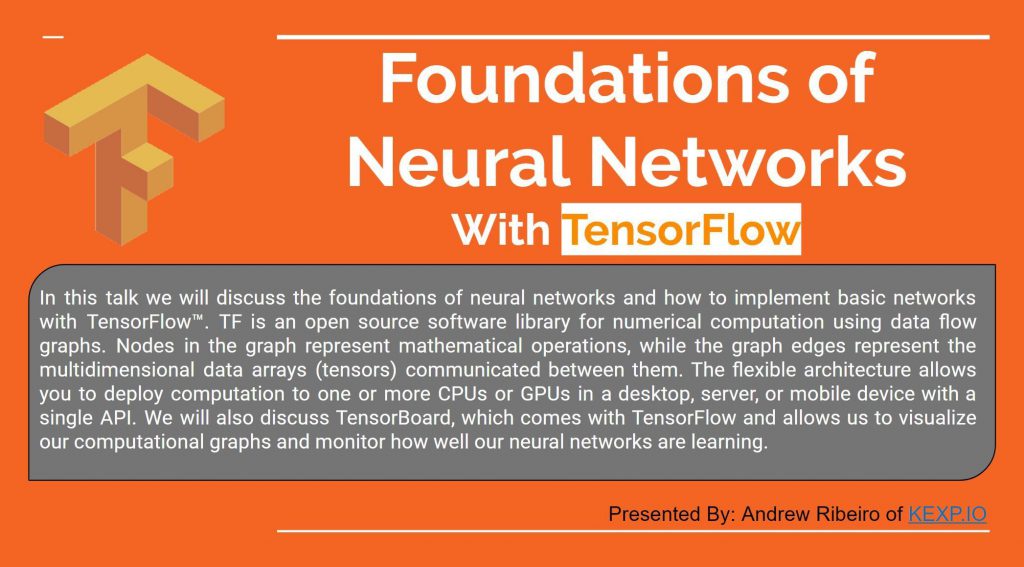 Foundations of
Neural Networks
With TensorFlow
In this talk we will discuss the foundations of neural networks and how to implement basic networks
with TensorFlow™. TF is an open source software library for numerical computation using data flow
graphs. Nodes in the graph represent mathematical operations, while the graph edges represent the
multidimensional data arrays (tensors) communicated between them. The flexible architecture allows
you to deploy computation to one or more CPUs or GPUs in a desktop, server, or mobile device with a
single API. We will also discuss TensorBoard, which comes with TensorFlow and allows us to visualize
our computational graphs and monitor how well our neural networks are learning.
Presented By: Andrew Ribeiro of KEXP.IO